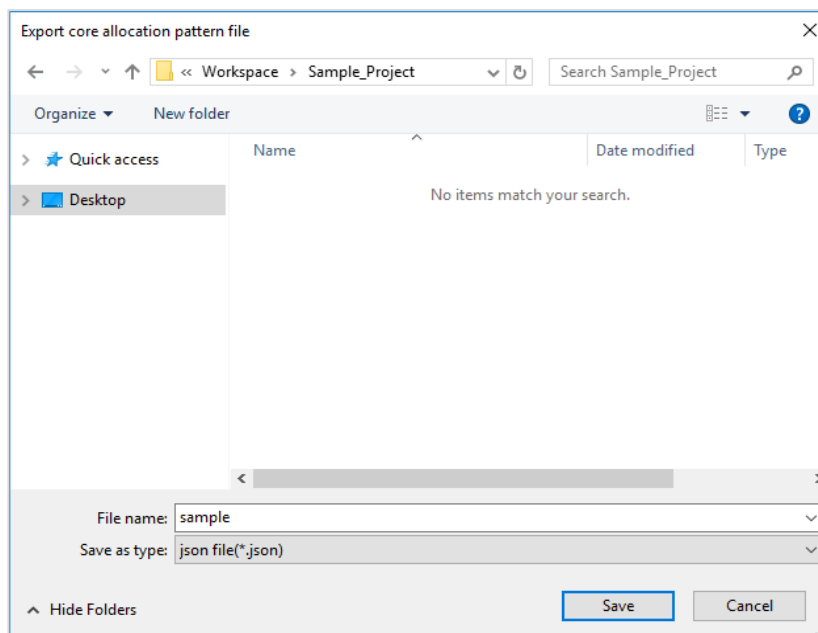 Export core allocation pattern file
« Workspace > Sample_Project
Search Sample_Project
Organize
New folder
?
Quick access
Desktop
Name
Date modified
Type
No items match your search.
File name: sample
Save as type: json file(*.json)
Hide Folders
Save
Cancel